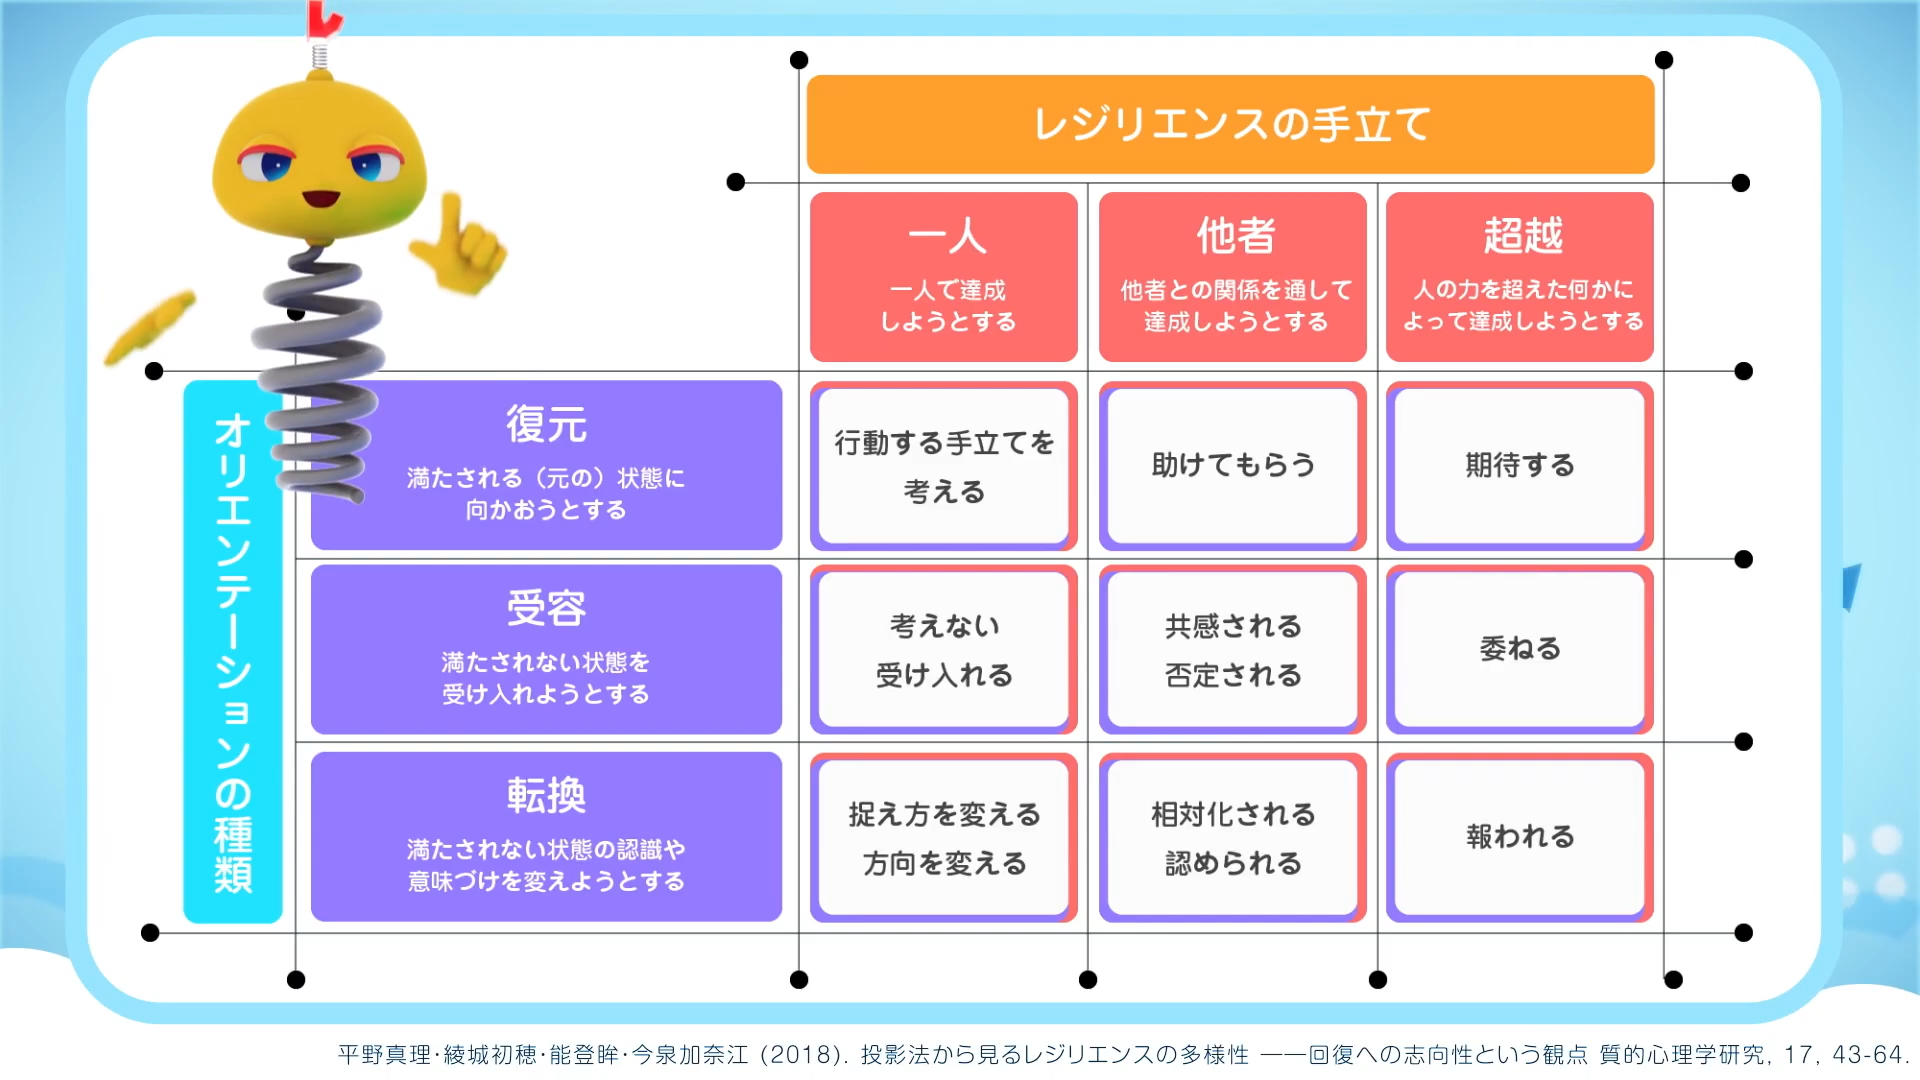 レジリエンスの手立て
一人
一人で達成
しようとする
他者
他者との関係を通して
達成しようとする
超越
人の力を超えた何かに
よって達成しようとする
オリエンテーションの種類
復元
満たされる（元の）状態に
向かおうとする
行動する手立てを
考える
助けてもらう
期待する
受容
満たされない状態を
受け入れようとする
考えない
受け入れる
共感される
否定される
委ねる
転換
満たされない状態の認識や
意味づけを変えようとする
捉え方を変える
方向を変える
相対化される
認められる
報われる
平野真理･綾城初穂･能登眸･今泉加奈江 (2018). 投影法から見るレジリエンスの多様性 ――回復への志向性という観点 質的心理学研究, 17, 43-64.